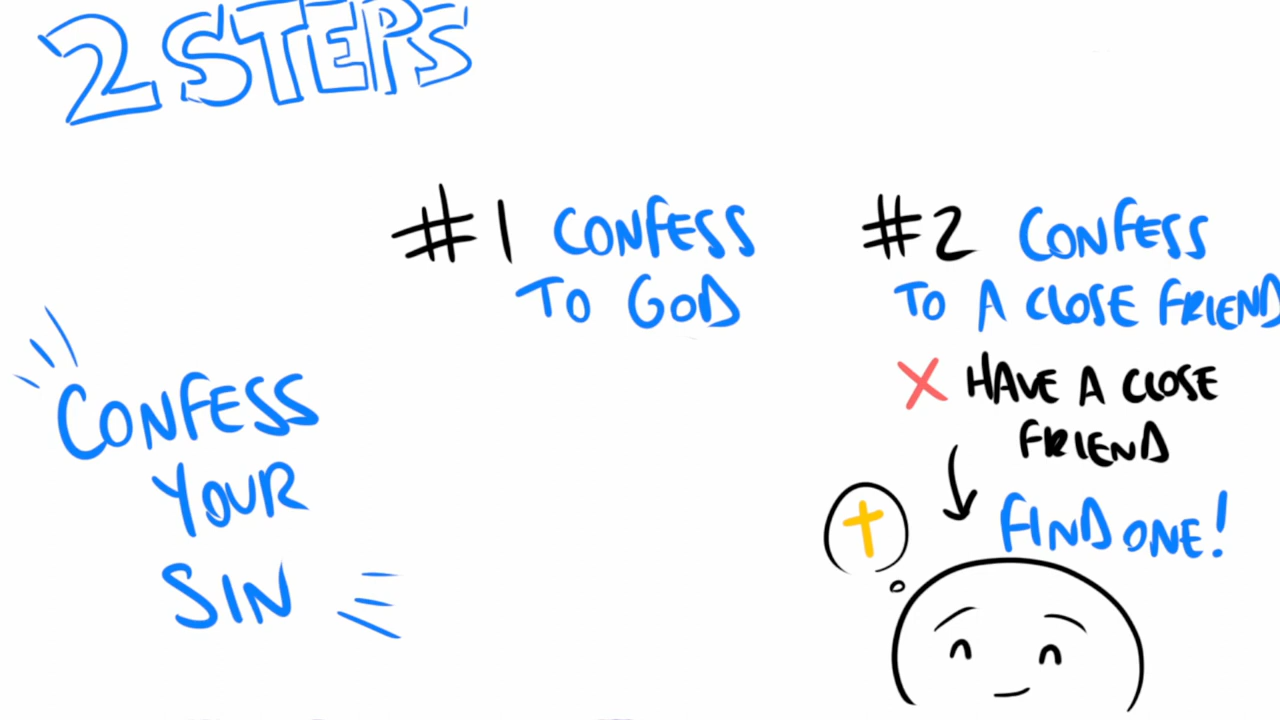 2 STEPS
#1 CONFESS
TO GOD
#2 CONFESS
TO A CLOSE FRIEND
X HAVE A CLOSE
FRIEND
FIND ONE!
CONFESS
YOUR
SIN